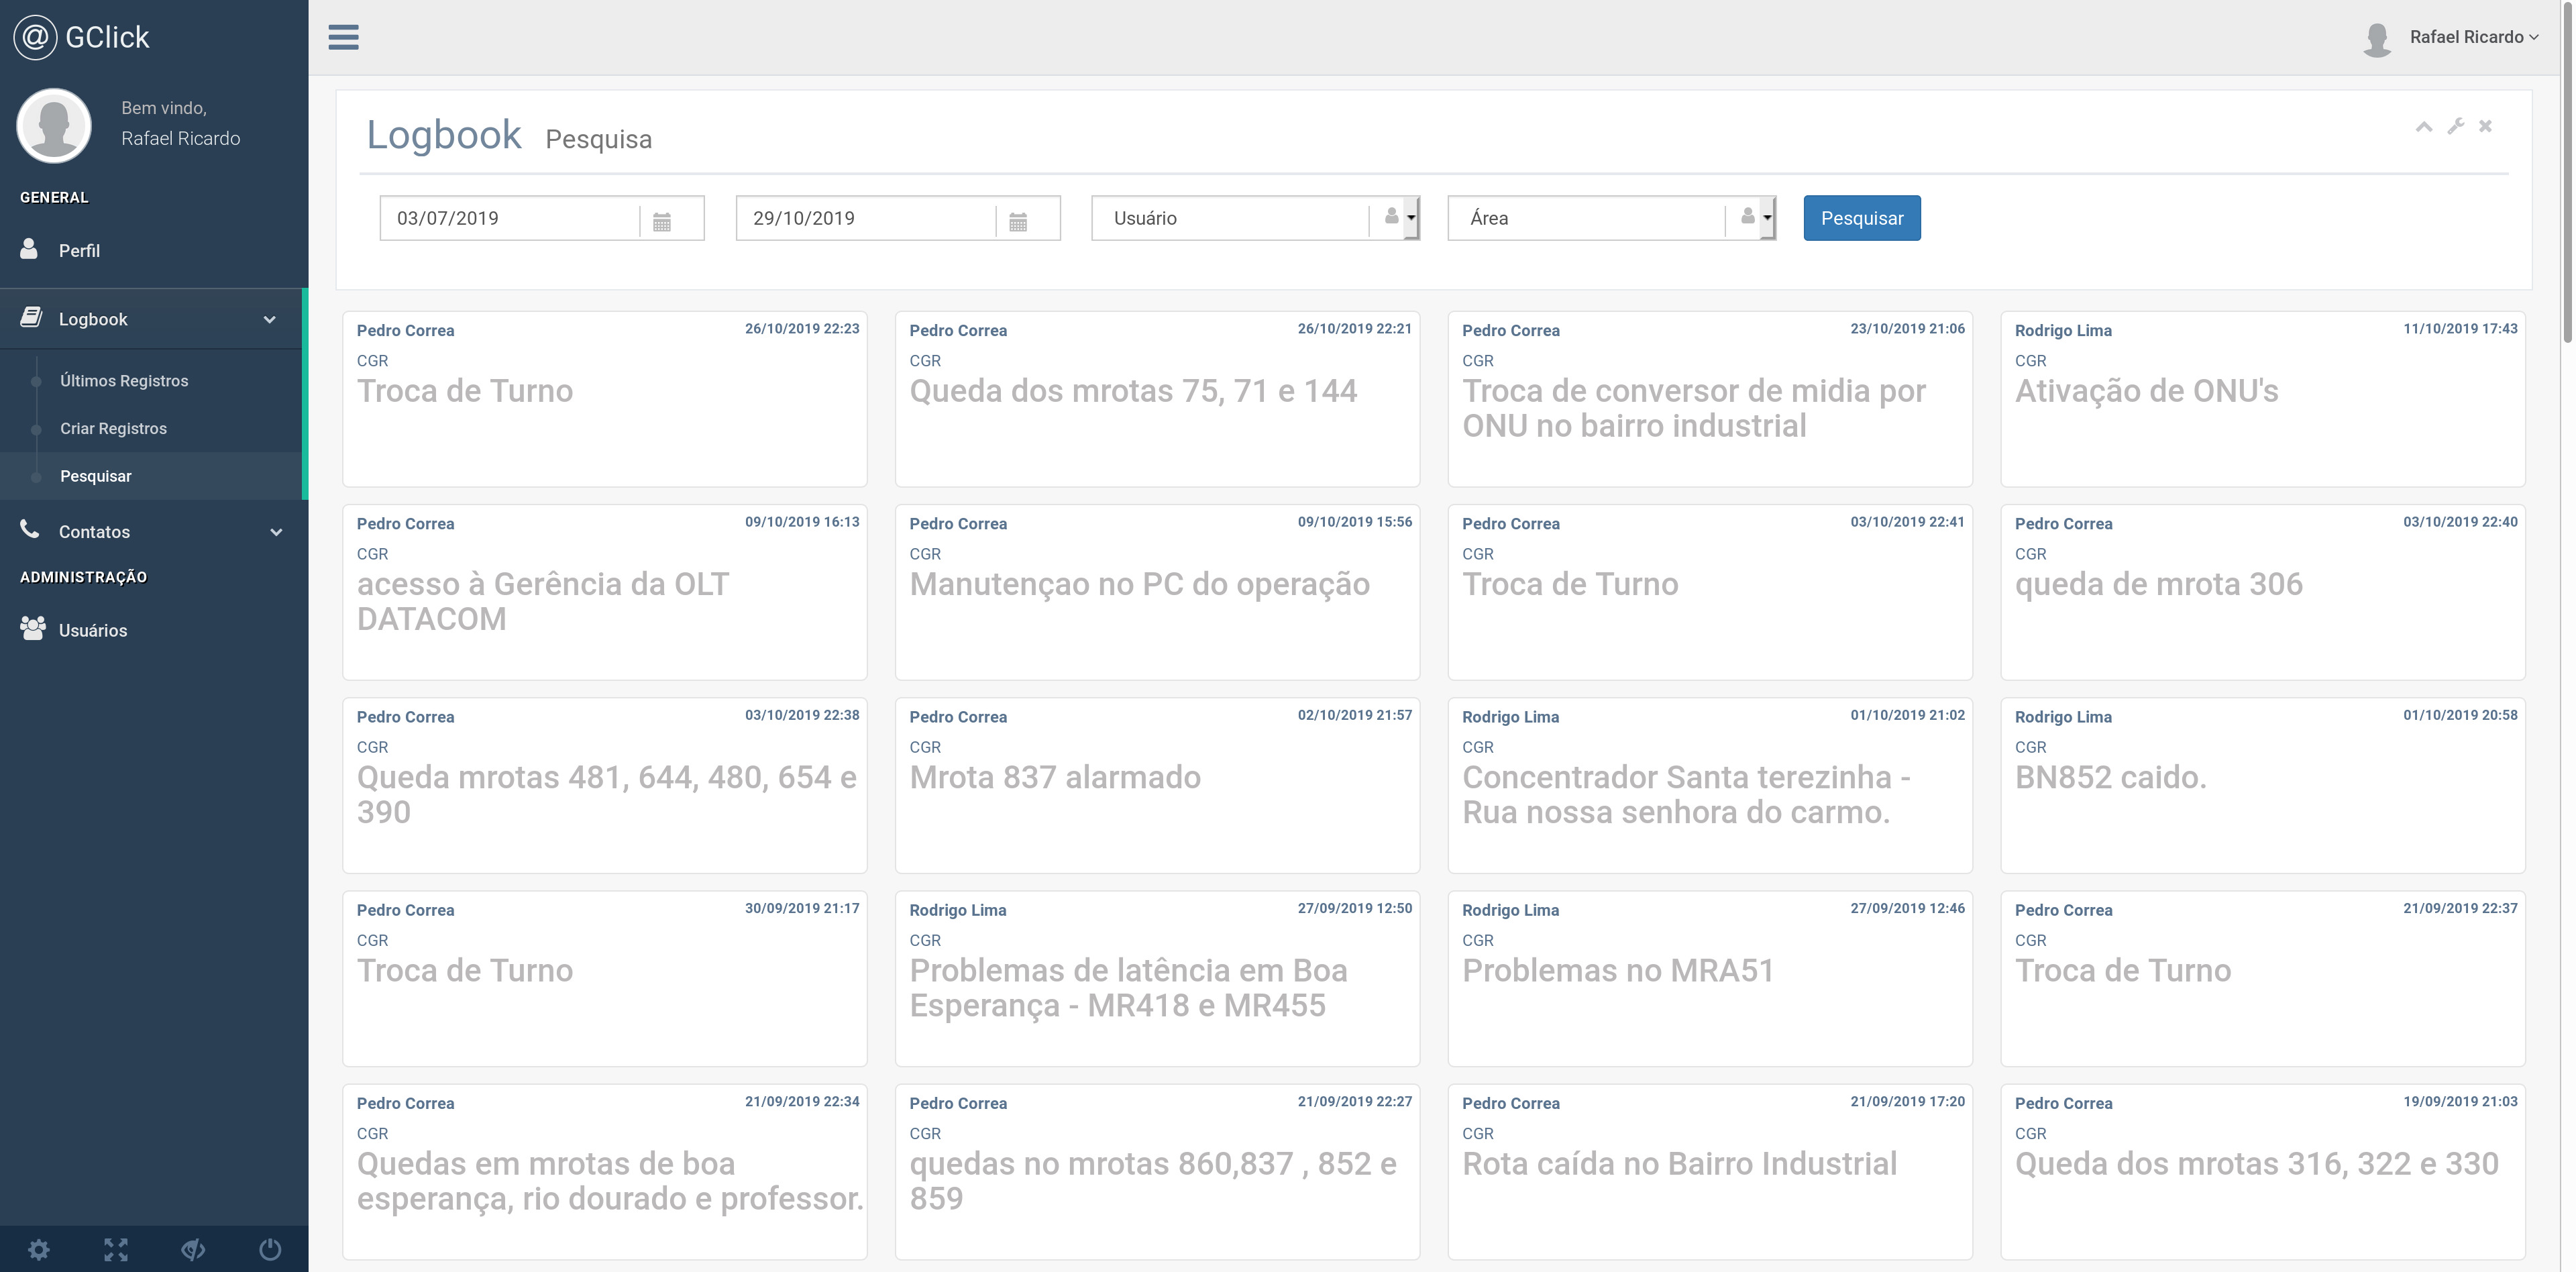 @ GClick
Rafael Ricardo
Bem vindo,
Rafael Ricardo
GENERAL
Perfil
Logbook
Últimos Registros
Criar Registros
Pesquisar
Contatos
ADMINISTRAÇÃO
Usuários
Logbook Pesquisa
03/07/2019 29/10/2019 Usuário Área Pesquisar
Pedro Correa 26/10/2019 22:23
CGR
Troca de Turno
Pedro Correa 26/10/2019 22:21
CGR
Queda dos mrotas 75, 71 e 144
Pedro Correa 23/10/2019 21:06
CGR
Troca de conversor de midia por
ONU no bairro industrial
Rodrigo Lima 11/10/2019 17:43
CGR
Ativação de ONU's
Pedro Correa 09/10/2019 16:13
CGR
acesso à Gerência da OLT
DATACOM
Pedro Correa 09/10/2019 15:56
CGR
Manutençao no PC do operação
Pedro Correa 03/10/2019 22:41
CGR
Troca de Turno
Pedro Correa 03/10/2019 22:40
CGR
queda de mrota 306
Pedro Correa 03/10/2019 22:38
CGR
Queda mrotas 481, 644, 480, 654 e
390
Pedro Correa 02/10/2019 21:57
CGR
Mrota 837 alarmado
Rodrigo Lima 01/10/2019 21:02
CGR
Concentrador Santa terezinha -
Rua nossa senhora do carmo.
Rodrigo Lima 01/10/2019 20:58
CGR
BN852 caido.
Pedro Correa 30/09/2019 21:17
CGR
Troca de Turno
Rodrigo Lima 27/09/2019 12:50
CGR
Problemas de latência em Boa
Esperança - MR418 e MR455
Rodrigo Lima 27/09/2019 12:46
CGR
Problemas no MRA51
Pedro Correa 21/09/2019 22:37
CGR
Troca de Turno
Pedro Correa 21/09/2019 22:34
CGR
Quedas em mrotas de boa
esperança, rio dourado e professor.
Pedro Correa 21/09/2019 22:27
CGR
quedas no mrotas 860,837 , 852 e
859
Pedro Correa 21/09/2019 17:20
CGR
Rota caída no Bairro Industrial
Pedro Correa 19/09/2019 21:03
CGR
Queda dos mrotas 316, 322 e 330